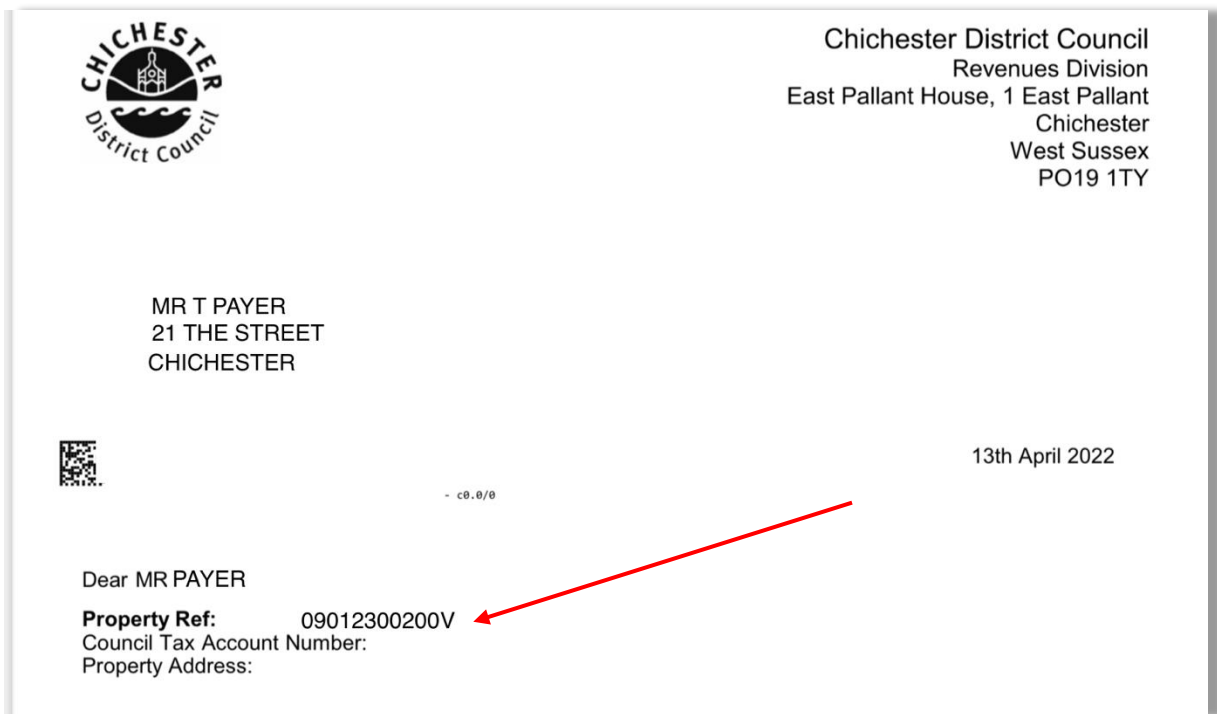 CHICHESTER
District Council
Chichester District Council
Revenues Division
East Pallant House, 1 East Pallant
Chichester
West Sussex
PO19 1TY
MR T PAYER
21 THE STREET
CHICHESTER
13th April 2022
- c0.0/0
Dear MR PAYER
Property Ref: 09012300200V
Council Tax Account Number:
Property Address: